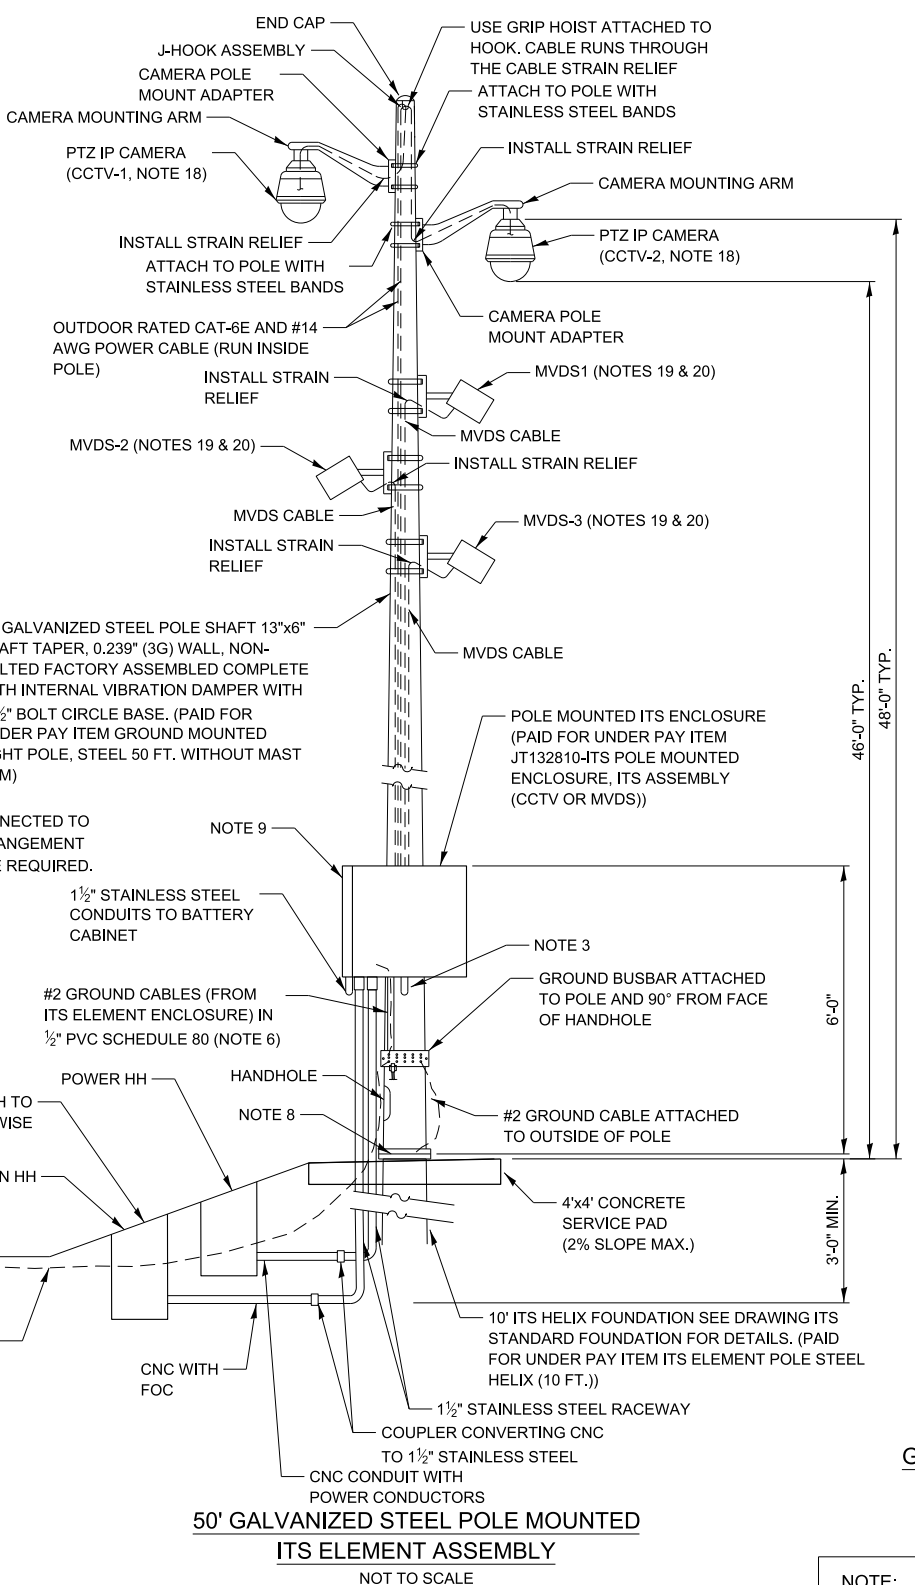 END CAP
USE GRIP HOIST ATTACHED TO
HOOK. CABLE RUNS THROUGH
THE CABLE STRAIN RELIEF
J-HOOK ASSEMBLY
CAMERA POLE
MOUNT ADAPTER
ATTACH TO POLE WITH
STAINLESS STEEL BANDS
CAMERA MOUNTING ARM
PTZ IP CAMERA
(CCTV-1, NOTE 18)
INSTALL STRAIN RELIEF
CAMERA MOUNTING ARM
PTZ IP CAMERA
(CCTV-2, NOTE 18)
INSTALL STRAIN RELIEF
ATTACH TO POLE WITH
STAINLESS STEEL BANDS
OUTDOOR RATED CAT-6E AND #14
AWG POWER CABLE (RUN INSIDE
POLE)
CAMERA POLE
MOUNT ADAPTER
INSTALL STRAIN
RELIEF
MVDS1 (NOTES 19 & 20)
MVDS CABLE
MVDS-2 (NOTES 19 & 20)
INSTALL STRAIN RELIEF
MVDS CABLE
MVDS-3 (NOTES 19 & 20)
INSTALL STRAIN
RELIEF
GALVANIZED STEEL POLE SHAFT 13"x6"
AFT TAPER, 0.239" (3G) WALL, NON-
LTED FACTORY ASSEMBLED COMPLETE
TH INTERNAL VIBRATION DAMPER WITH
½" BOLT CIRCLE BASE. (PAID FOR
DER PAY ITEM GROUND MOUNTED
GHT POLE, STEEL 50 FT. WITHOUT MAST
M)
MVDS CABLE
46'-0" TYP.
48'-0" TYP.
POLE MOUNTED ITS ENCLOSURE
(PAID FOR UNDER PAY ITEM
JT132810-ITS POLE MOUNTED
ENCLOSURE, ITS ASSEMBLY
(CCTV OR MVDS))
NECTED TO
ANGEMENT
E REQUIRED.
NOTE 9
1½" STAINLESS STEEL
CONDUITS TO BATTERY
CABINET
NOTE 3
GROUND BUSBAR ATTACHED
TO POLE AND 90° FROM FACE
OF HANDHOLE
6'-0"
#2 GROUND CABLES (FROM
ITS ELEMENT ENCLOSURE) IN
½" PVC SCHEDULE 80 (NOTE 6)
POWER HH
HANDHOLE
NOTE 8
#2 GROUND CABLE ATTACHED
TO OUTSIDE OF POLE
H TO
WISE
N HH
4'x4' CONCRETE
SERVICE PAD
(2% SLOPE MAX.)
3'-0" MIN.
10' ITS HELIX FOUNDATION SEE DRAWING ITS
STANDARD FOUNDATION FOR DETAILS. (PAID
FOR UNDER PAY ITEM ITS ELEMENT POLE STEEL
HELIX (10 FT.))
CNC WITH
FOC
1½" STAINLESS STEEL RACEWAY
COUPLER CONVERTING CNC
TO 1½" STAINLESS STEEL
CNC CONDUIT WITH
POWER CONDUCTORS
G
50' GALVANIZED STEEL POLE MOUNTED
ITS ELEMENT ASSEMBLY
NOT TO SCALE
NOTE: